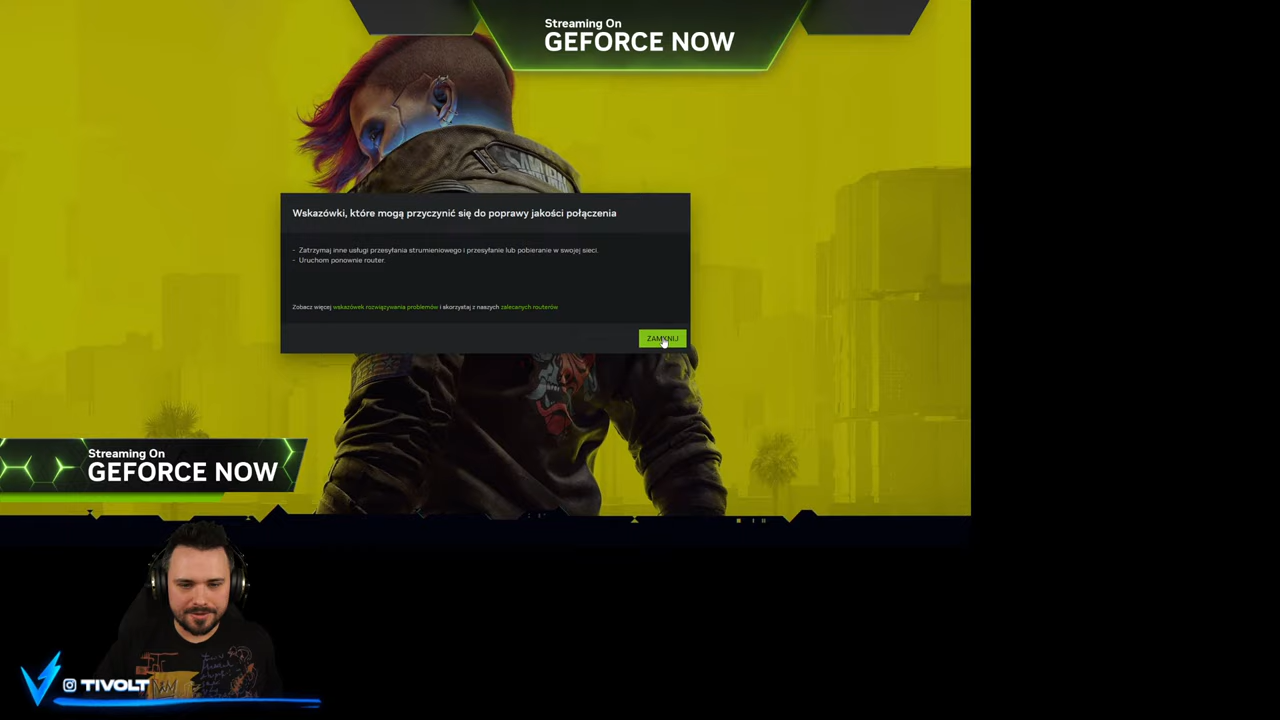 Streaming On
GEFORCE NOW
SAMURAI
Wskazówki, które mogą przyczynić się do poprawy jakości połączenia
- Zatrzymaj inne usługi przesyłania strumieniowego i przesyłanie lub pobieranie w swojej sieci.
- Uruchom ponownie router.
Zobacz więcej wskazówek rozwiązywania problemów i skorzystaj z naszych zalecanych routerów
ZAMKNIJ
Streaming On
GEFORCE NOW
TIVOLT